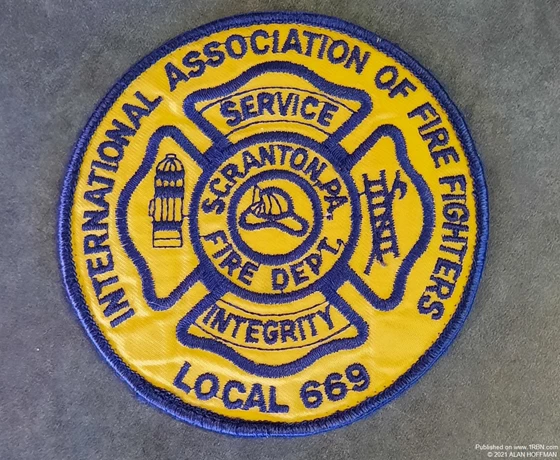 INTERNATIONAL ASSOCIATION OF FIRE FIGHTERS
SERVICE
SCRANTON, PA.
FIRE DEPT.
INTEGRITY
LOCAL 669
Published on www.1RBN.com
© 2021 ALAN HOFFMAN